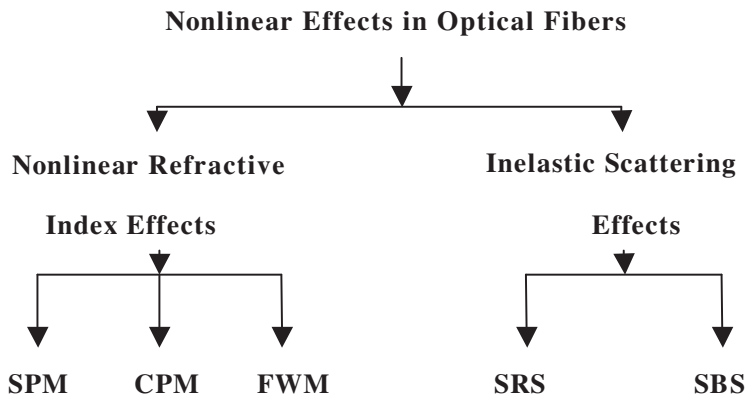 Nonlinear Effects in Optical Fibers
Nonlinear Refractive
Index Effects
Inelastic Scattering
Effects
SPM CPM FWM
SRS SBS